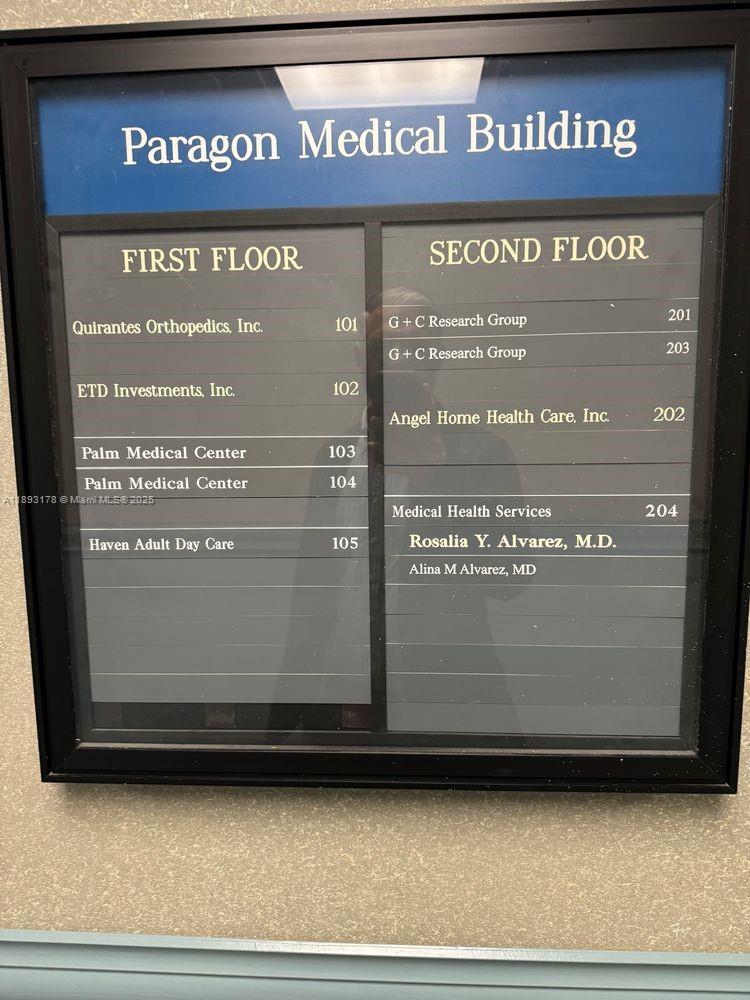 Paragon Medical Building
FIRST FLOOR
Quirantes Orthopedics, Inc. 101
ETD Investments, Inc. 102
Palm Medical Center 103
Palm Medical Center 104
Haven Adult Day Care 105
SECOND FLOOR
G + C Research Group 201
G + C Research Group 203
Angel Home Health Care, Inc. 202
Medical Health Services 204
Rosalia Y. Alvarez, M.D.
Alina M Alvarez, MD
A11893178 © Miami MLS® 2025